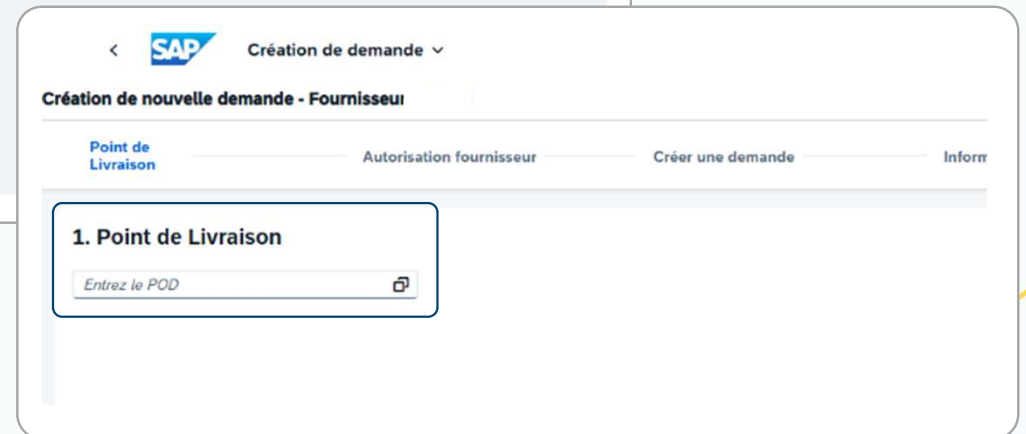 SAP Création de demande
Création de nouvelle demande - Fournisseur
Point de
Livraison
Autorisation fournisseur
Créer une demande
Inform
1. Point de Livraison
Entrez le POD